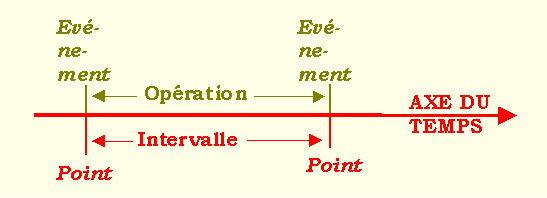 Evé-
ne-
ment
Evé-
ne-
ment
Opération
AXE DU
TEMPS
Intervalle
Point
Point